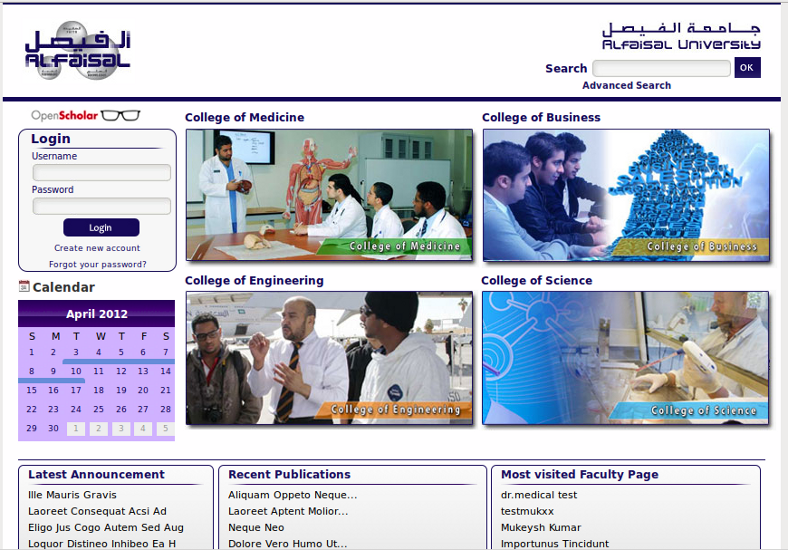 الفيصل
ALFAISAL
جامعة الفيصل
Alfaisal University
Search
OK
Advanced Search
OpenScholar
Login
Username
Password
Login
Create new account
Forgot your password?
Calendar
April 2012
S M T W T F S
1 2 3 4 5 6 7
8 9 10 11 12 13 14
15 16 17 18 19 20 21
22 23 24 25 26 27 28
29 30 1 2 3 4 5
College of Medicine
College of Medicine
College of Business
College of Business
College of Engineering
ISO
College of Engineering
College of Science
College of Science
Latest Announcement
Ille Mauris Gravis
Laoreet Consequat Acsi Ad
Eligo Jus Cogo Autem Sed Aug
Loquor Distineo Inhibeo Ea H
Recent Publications
Aliquam Oppeto Neque...
Laoreet Aptent Molior...
Neque Neo
Dolore Vero Humo Ut...
Most visited Faculty Page
dr.medical test
testmukxx
Mukeysh Kumar
Importunus Tincidunt